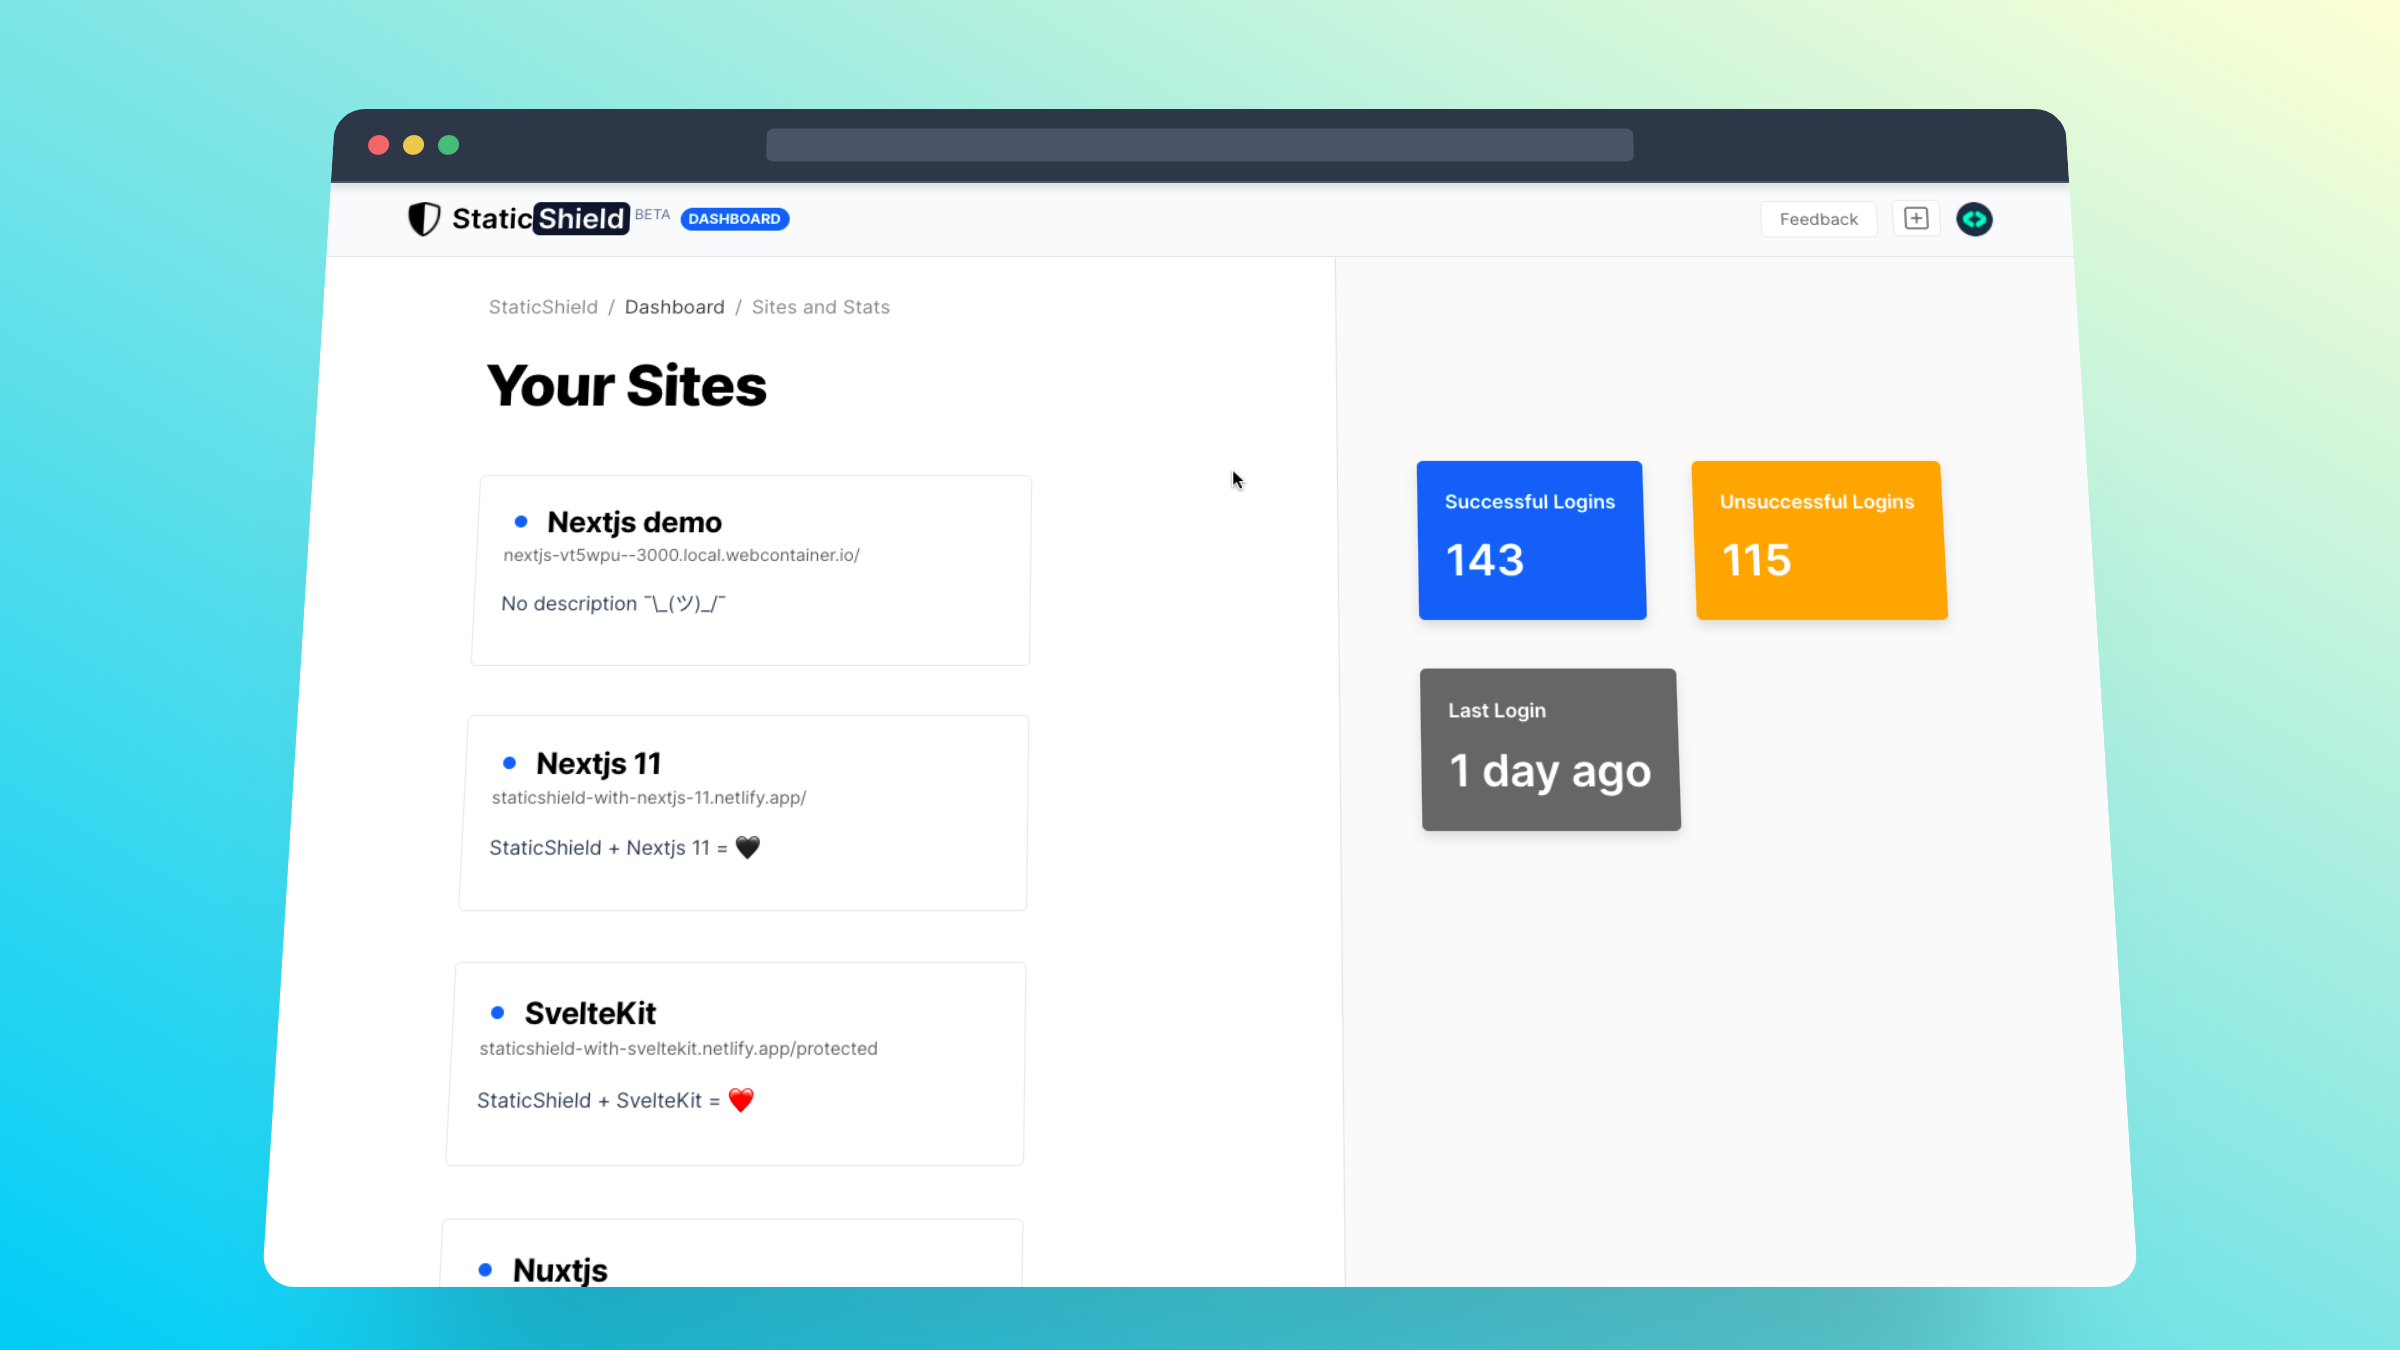 StaticShield BETA DASHBOARD
Feedback
StaticShield / Dashboard / Sites and Stats
Your Sites
Nextjs demo
nextjs-vt5wpu--3000.local.webcontainer.io/
No description ¯\_(ツ)_/¯
Nextjs 11
staticshield-with-nextjs-11.netlify.app/
StaticShield + Nextjs 11 = 🖤
SvelteKit
staticshield-with-sveltekit.netlify.app/protected
StaticShield + SvelteKit = ❤️
Nuxtjs
Successful Logins
143
Unsuccessful Logins
115
Last Login
1 day ago